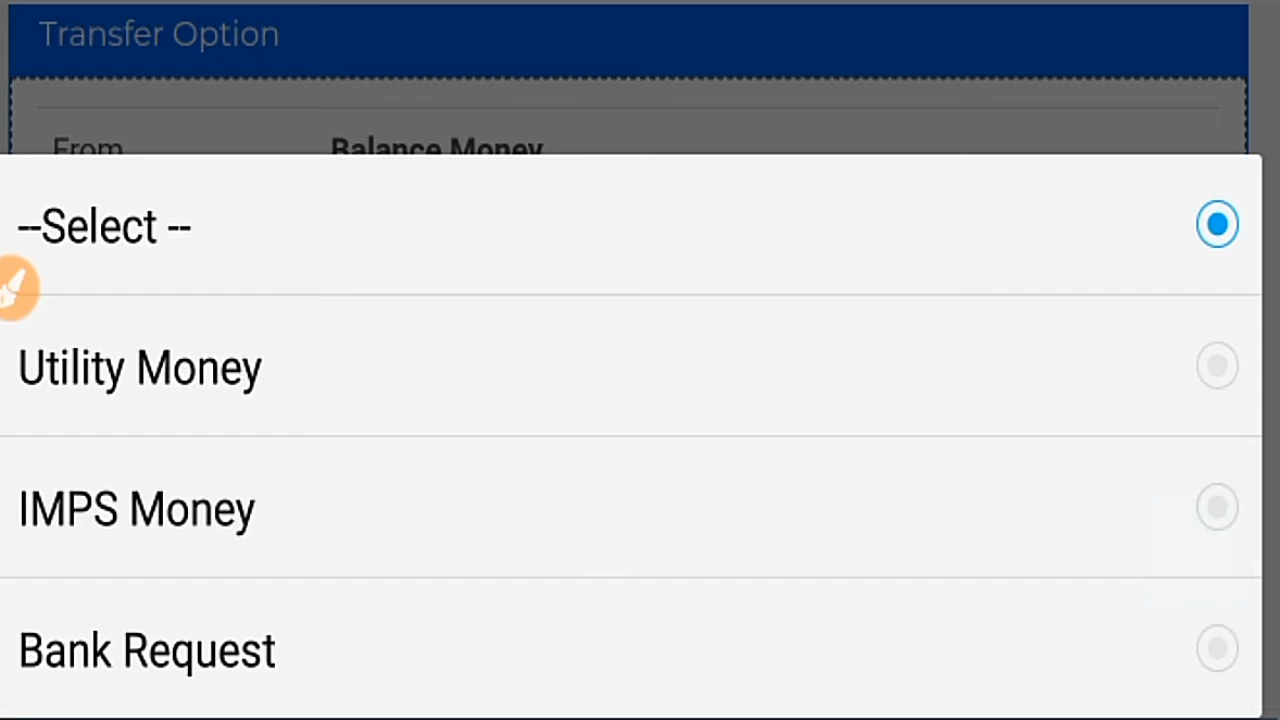 Transfer Option
From Balance Money
--Select --
Utility Money
IMPS Money
Bank Request